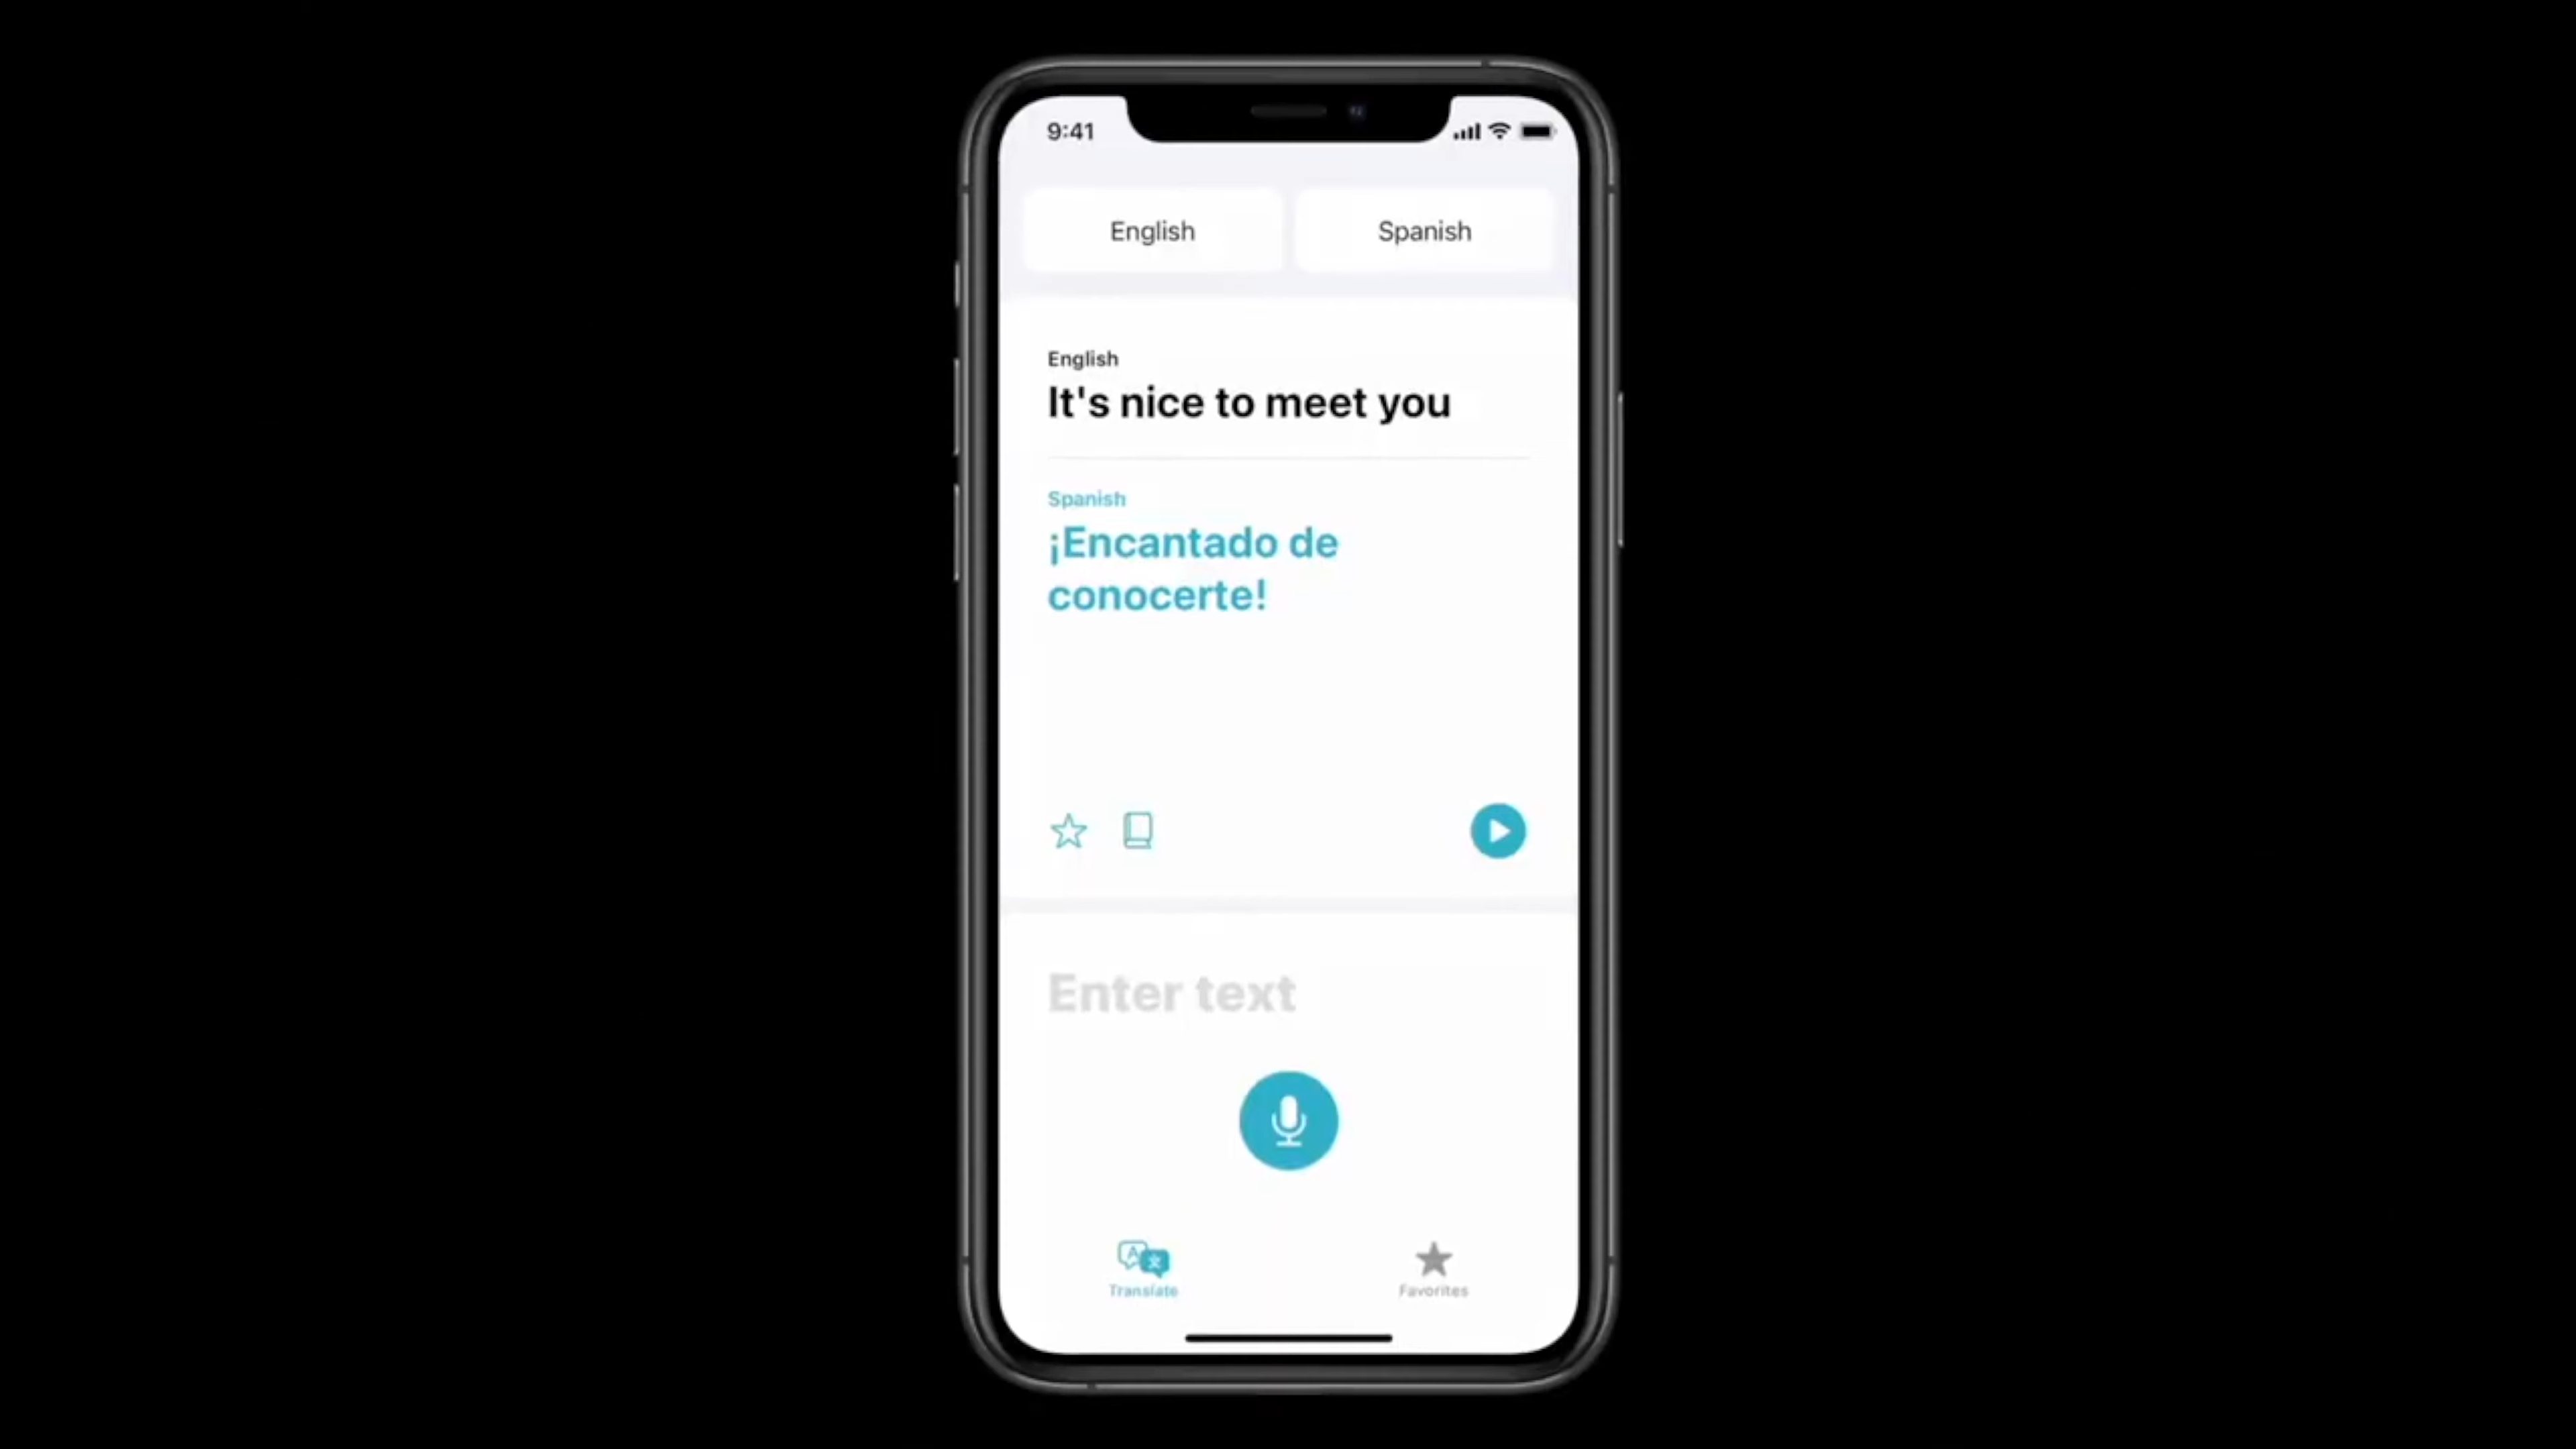 9:41
English Spanish
English
It's nice to meet you
Spanish
¡Encantado de
conocerte!
Enter text
Translate Favorites